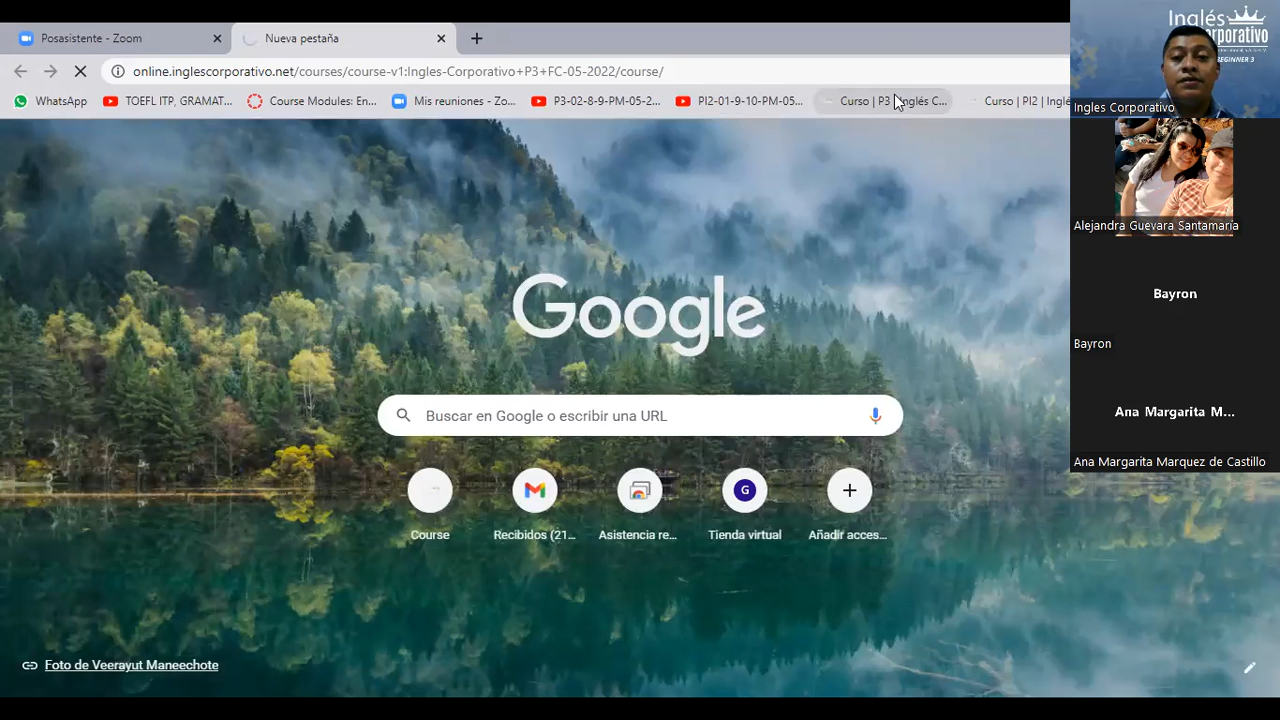 Posasistente - Zoom
Nueva pestaña
online.inglescorporativo.net/courses/course-v1:Ingles-Corporativo+P3+FC-05-2022/course/
WhatsApp
TOEFL ITP, GRAMAT...
Course Modules: En...
Mis reuniones - Zo...
P3-02-8-9-PM-05-2...
PI2-01-9-10-PM-05...
Curso | P3 Inglés C...
Curso | PI2 | Inglé
Google
Buscar en Google o escribir una URL
Course
Recibidos (21...
Asistencia re...
G
Tienda virtual
Añadir acces...
Foto de Veerayut Maneechote
Inglés
orporativo
BEGINNER 3
Ingles Corporativo
Alejandra Guevara Santamaría
Bayron
Bayron
Ana Margarita M...
Ana Margarita Marquez de Castillo